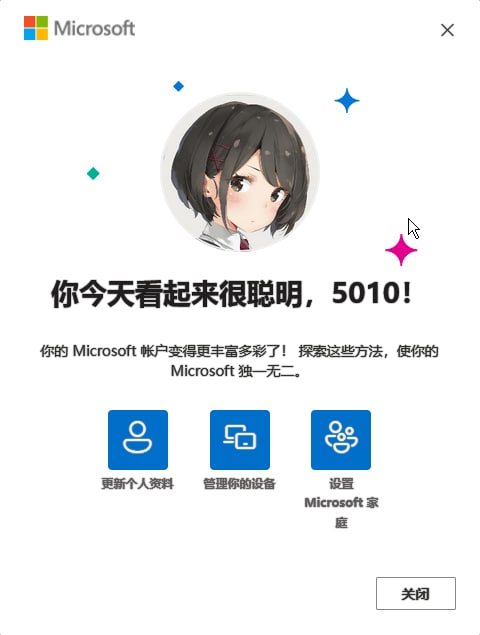 Microsoft
你今天看起来很聪明，5010！
你的 Microsoft 帐户变得更丰富多彩了！ 探索这些方法，使你的
Microsoft 独一无二。
更新个人资料
管理你的设备
设置
Microsoft 家
庭
关闭